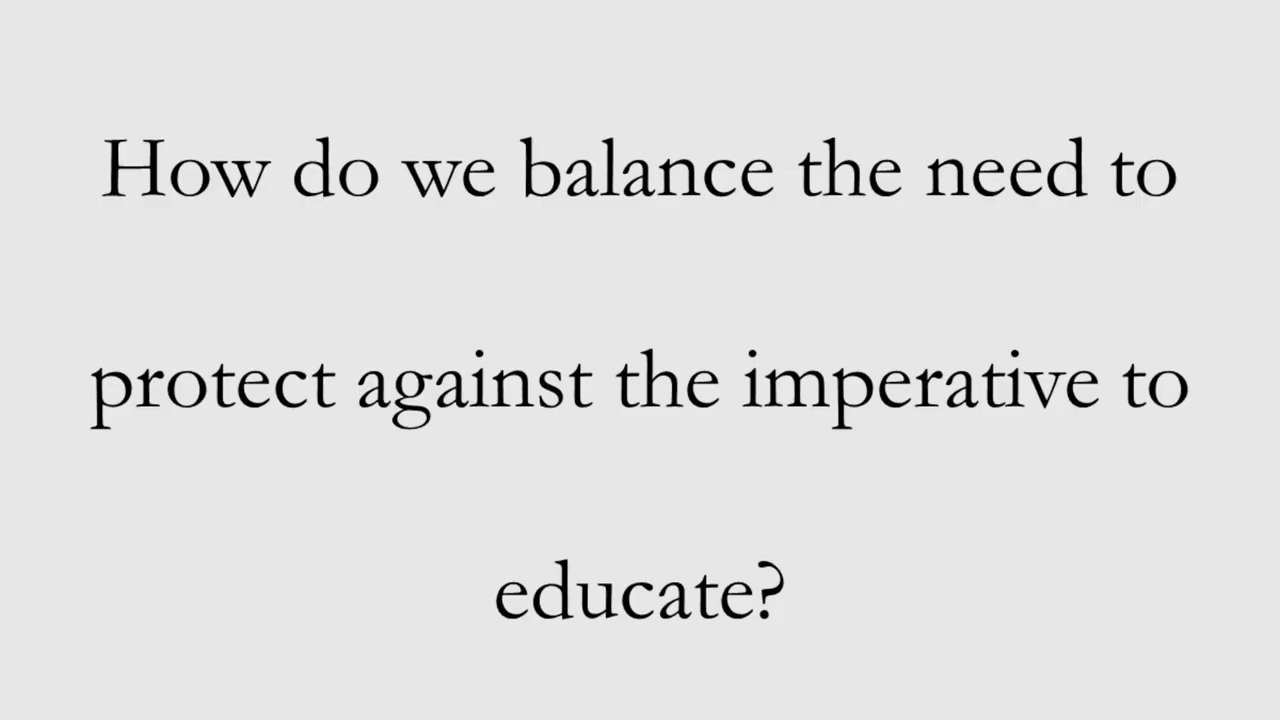 How do we balance the need to
protect against the imperative to
educate?